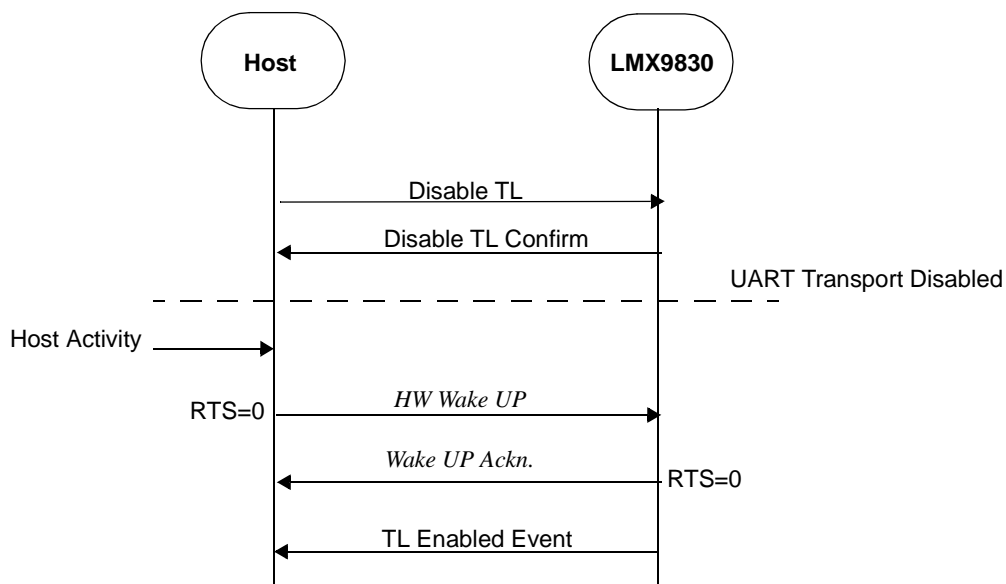 Host
LMX9830
Disable TL
Disable TL Confirm
UART Transport Disabled
Host Activity
RTS=0
HW Wake UP
Wake UP Ackn.
RTS=0
TL Enabled Event